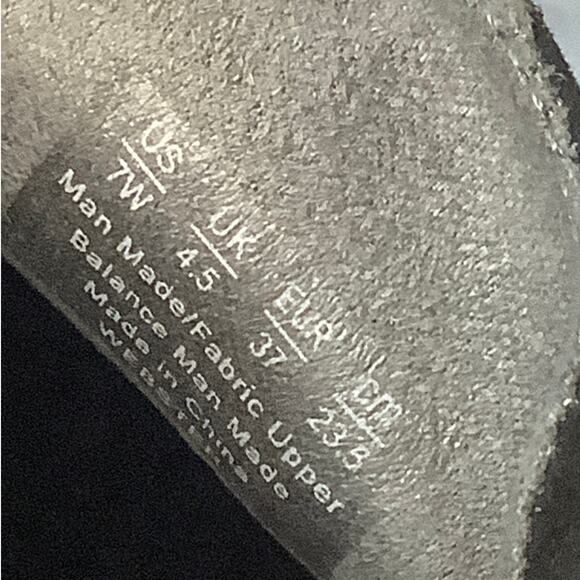 US UK EUR cm
7W 4.5 37 23.5
Man Made/Fabric Upper
Balance Man Made
Made in China